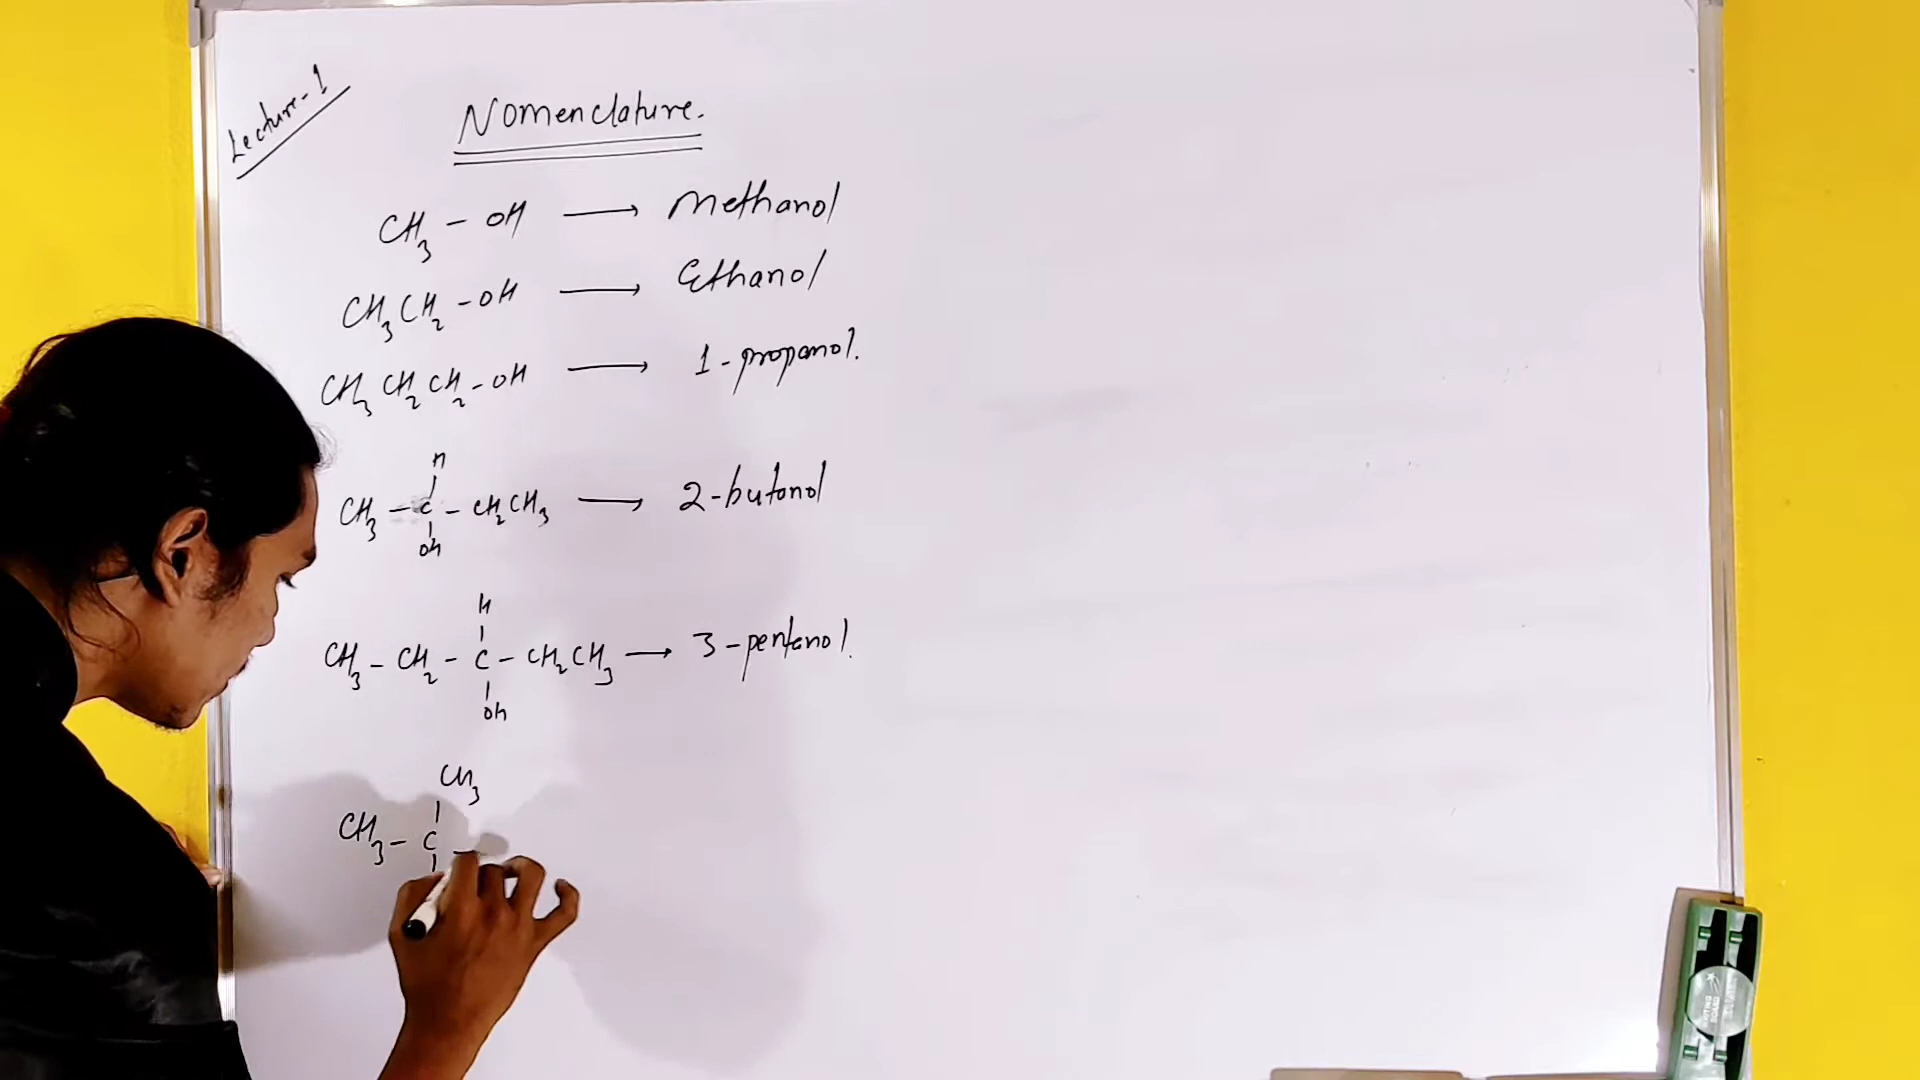 Lecture-1
Nomenclature.
CH3 - OH → Methanol
CH3CH2 - OH → Ethanol
CH3CH2CH2-OH → 1-propanol.
H
CH3 - C - CH2CH3 → 2-butanol
OH
H
CH3 - CH2 - C - CH2CH3 → 3-pentanol.
OH
CH3
CH3 - C -